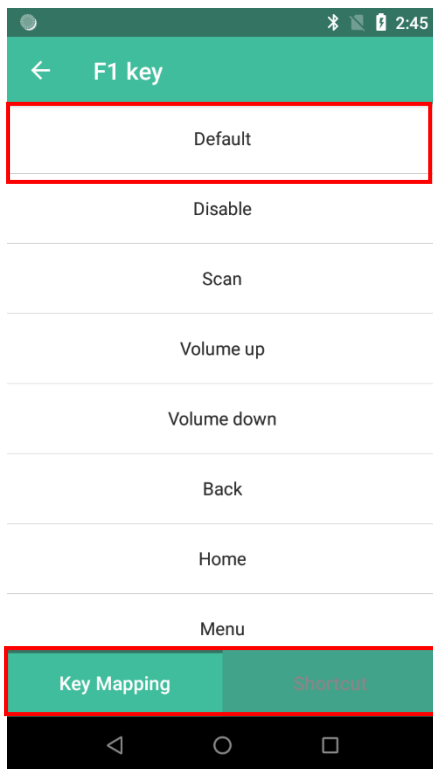 2:45
F1 key
Default
Disable
Scan
Volume up
Volume down
Back
Home
Menu
Key Mapping Shortcut